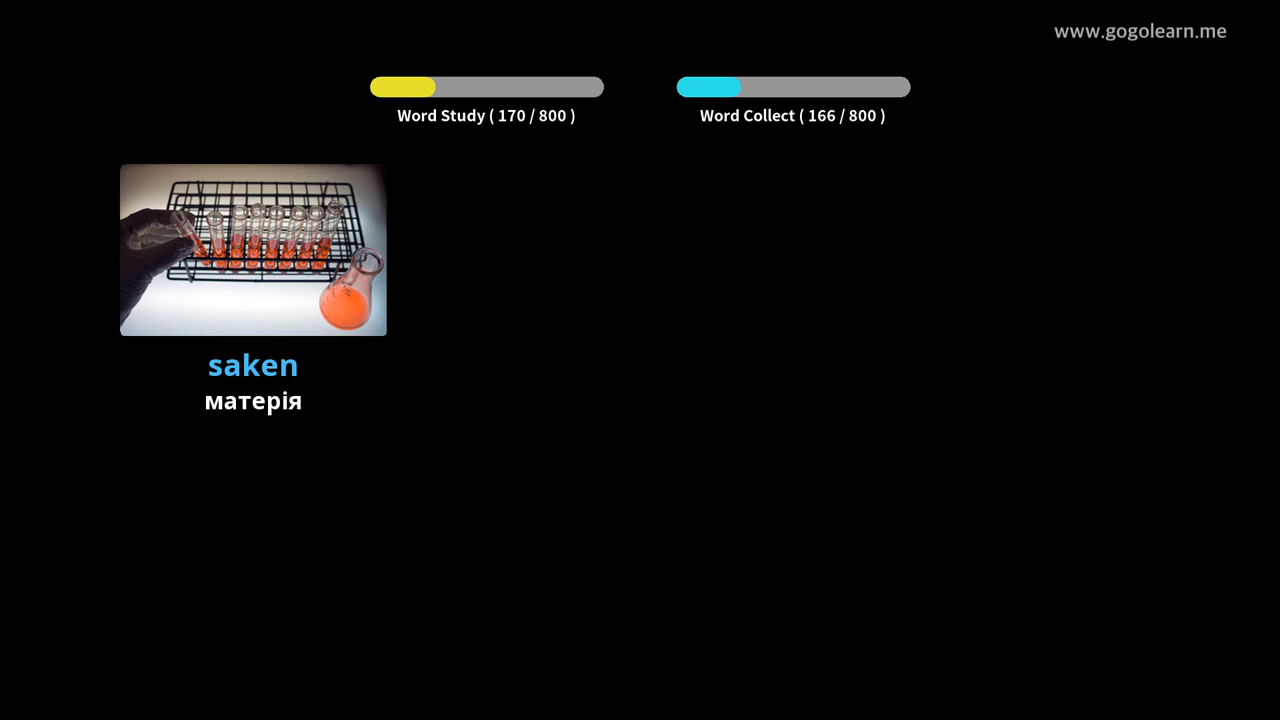 www.gogolearn.me
Word Study ( 170 / 800 )
Word Collect ( 166 / 800 )
saken
матерія